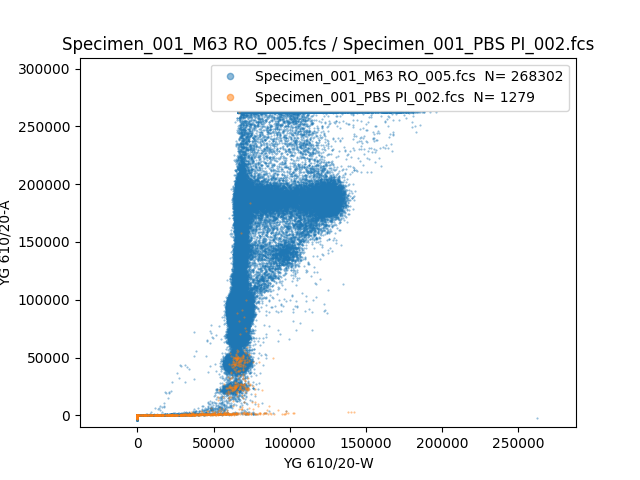 Specimen_001_M63 RO_005.fcs / Specimen_001_PBS PI_002.fcs
Specimen_001_M63 RO_005.fcs  N= 268302
Specimen_001_PBS PI_002.fcs  N= 1279
300000
250000
200000
150000
100000
50000
0
YG 610/20-A
0 50000 100000 150000 200000 250000
YG 610/20-W